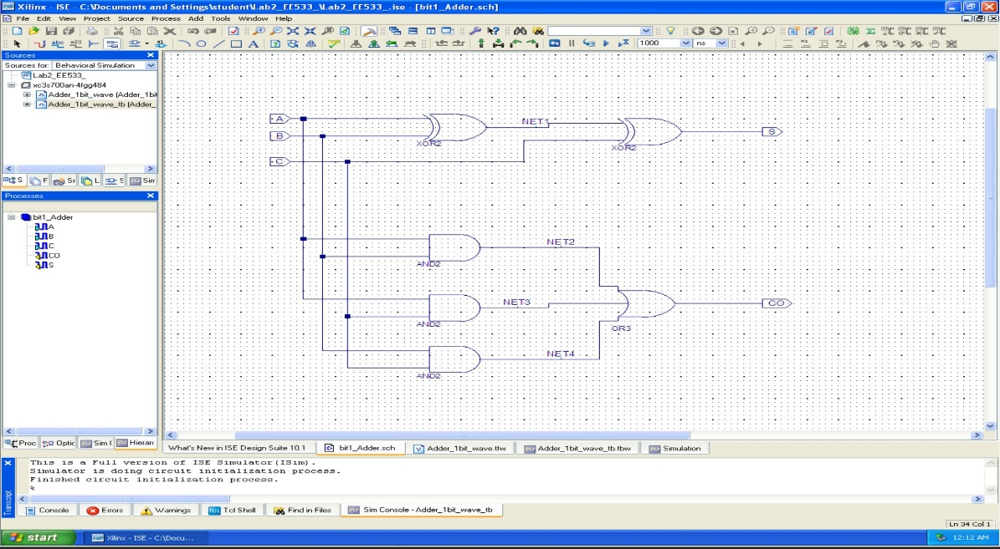 Xilinx - ISE - C:\Documents and Settings\student\Lab2_EE533_\Lab2_EE533_.ise - [bit1_Adder.sch]
File Edit View Project Source Process Add Tools Window Help
1000 ns
Sources
Sources for: Behavioral Simulation
Lab2_EE533_
xc3s700an-4fgg484
Adder_1bit_wave (Adder_1bi
Adder_1bit_wave_tb (Adder_
S F Sr L S Sim
Processes
bit1_Adder
A
B
C
CO
S
Proc Optic Sim ( Hierarc
A
B
C
XOR2
NET1
XOR2
S
AND2
NET2
AND2
NET3
AND2
NET4
OR3
CO
What's New in ISE Design Suite 10.1 bit1_Adder.sch Adder_1bit_wave.tfw Adder_1bit_wave_tb.tbw Simulation
This is a Full version of ISE Simulator(ISim).
Simulator is doing circuit initialization process.
Finished circuit initialization process.
%
Transcript
Console Errors Warnings Tcl Shell Find in Files Sim Console - Adder_1bit_wave_tb
Ln 34 Col 1
start Xilinx - ISE - C:\Docu... 12:12 AM